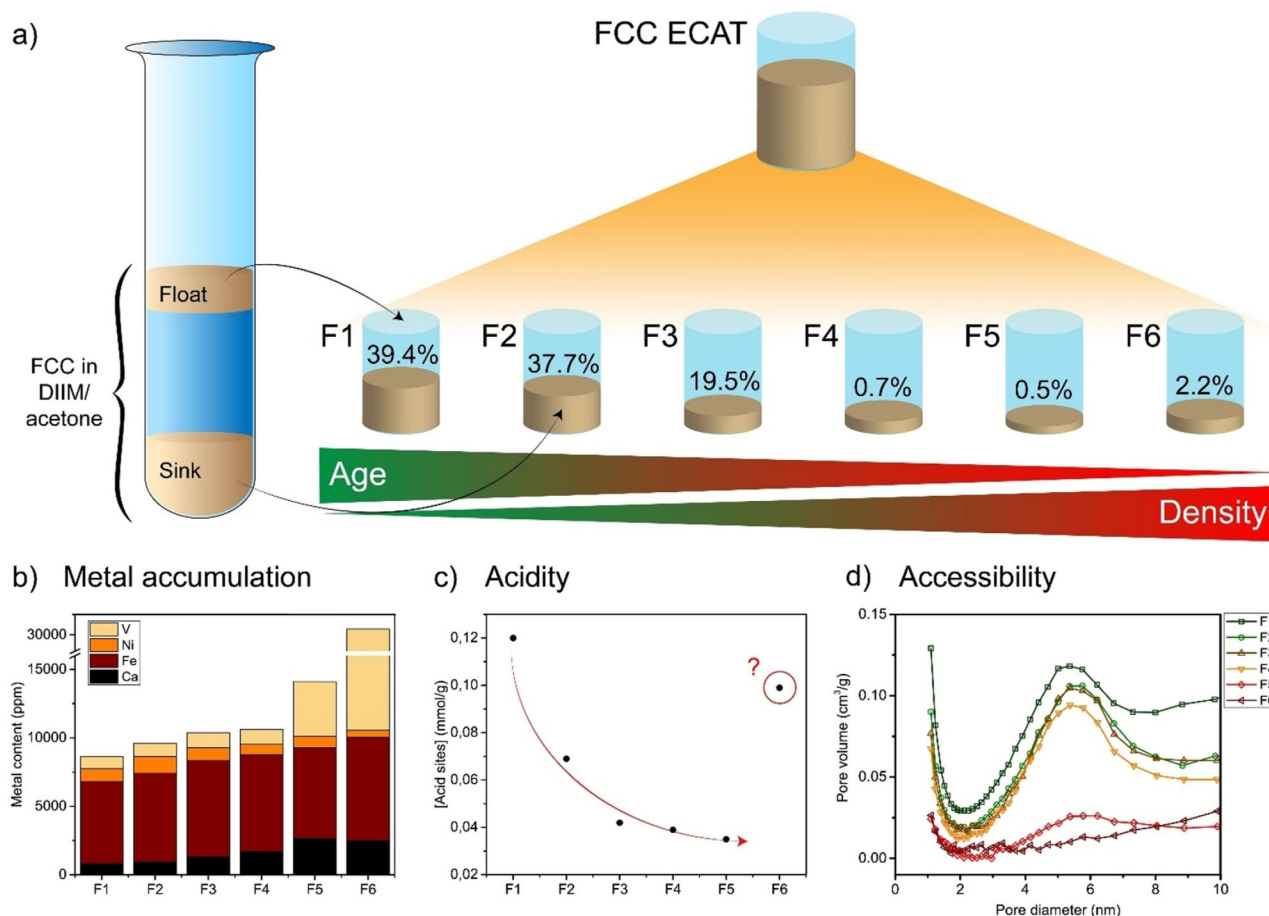 a)
FCC ECAT
Float
FCC in
DIIM/
acetone
Sink
F1
39.4%
F2
37.7%
F3
19.5%
F4
0.7%
F5
0.5%
F6
2.2%
Age
Density
b) Metal accumulation
V
Ni
Fe
Ca
Metal content (ppm)
30000
15000
10000
5000
0
F1 F2 F3 F4 F5 F6
c) Acidity
[Acid sites] (mmol/g)
0,12
0,10
0,08
0,06
0,04
0,02
?
F1 F2 F3 F4 F5 F6
d) Accessibility
Pore volume (cm³/g)
0.15
0.10
0.05
0.00
0 2 4 6 8 10
Pore diameter (nm)